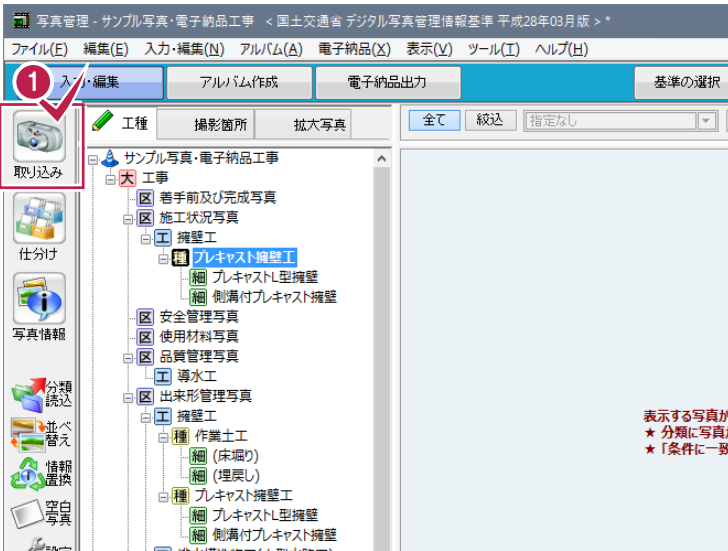 写真管理 - サンプル写真・電子納品工事 < 国土交通省 デジタル写真管理情報基準 平成28年03月版 > *
ファイル(F) 編集(E) 入力・編集(N) アルバム(A) 電子納品(X) 表示(V) ツール(T) ヘルプ(H)
1
入力・編集 アルバム作成 電子納品出力 基準の選択
取り込み
仕分け
写真情報
分類読込
並べ替え
情報置換
空白写真
設定
工種 撮影箇所 拡大写真
全て 絞込 指定なし
サンプル写真・電子納品工事
大 工事
区 着手前及び完成写真
区 施工状況写真
工 擁壁工
種 プレキャスト擁壁工
細 プレキャストL型擁壁
細 側溝付プレキャスト擁壁
区 安全管理写真
区 使用材料写真
区 品質管理写真
工 導水工
区 出来形管理写真
工 擁壁工
種 作業土工
細 (床堀り)
細 (埋戻し)
種 プレキャスト擁壁工
細 プレキャストL型擁壁
細 側溝付プレキャスト擁壁
表示する写真が
★ 分類に写真が
★ 「条件に一致